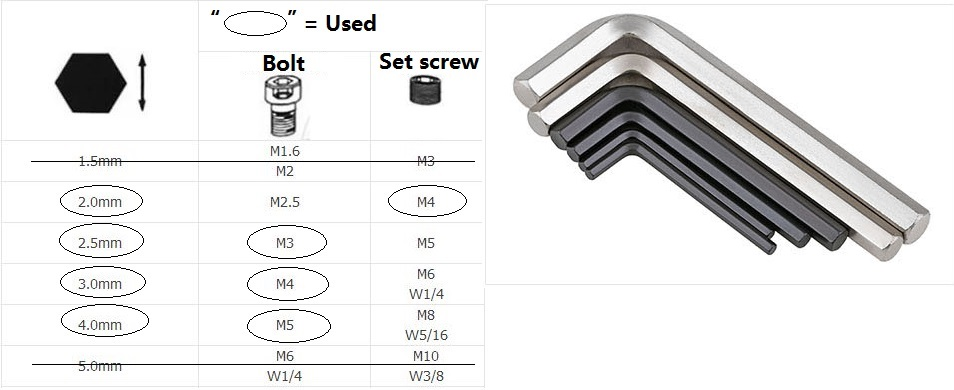 “ ” = Used
Bolt Set screw
1.5mm M1.6 M3
M2
2.0mm M2.5 M4
2.5mm M3 M5
3.0mm M4 M6
W1/4
4.0mm M5 M8
W5/16
5.0mm M6 M10
W1/4 W3/8